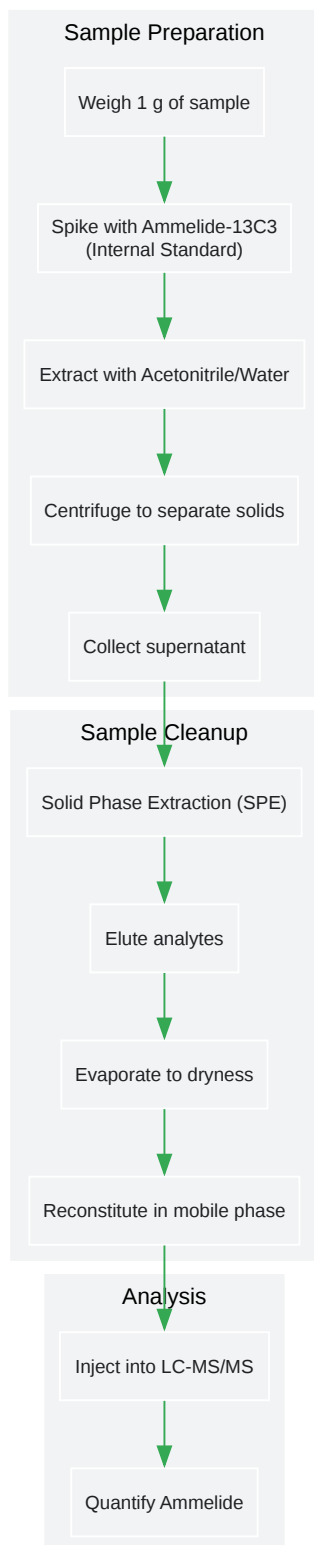 Sample Preparation
Weigh 1 g of sample
Spike with Ammelide-13C3
(Internal Standard)
Extract with Acetonitrile/Water
Centrifuge to separate solids
Collect supernatant
Sample Cleanup
Solid Phase Extraction (SPE)
Elute analytes
Evaporate to dryness
Reconstitute in mobile phase
Analysis
Inject into LC-MS/MS
Quantify Ammelide